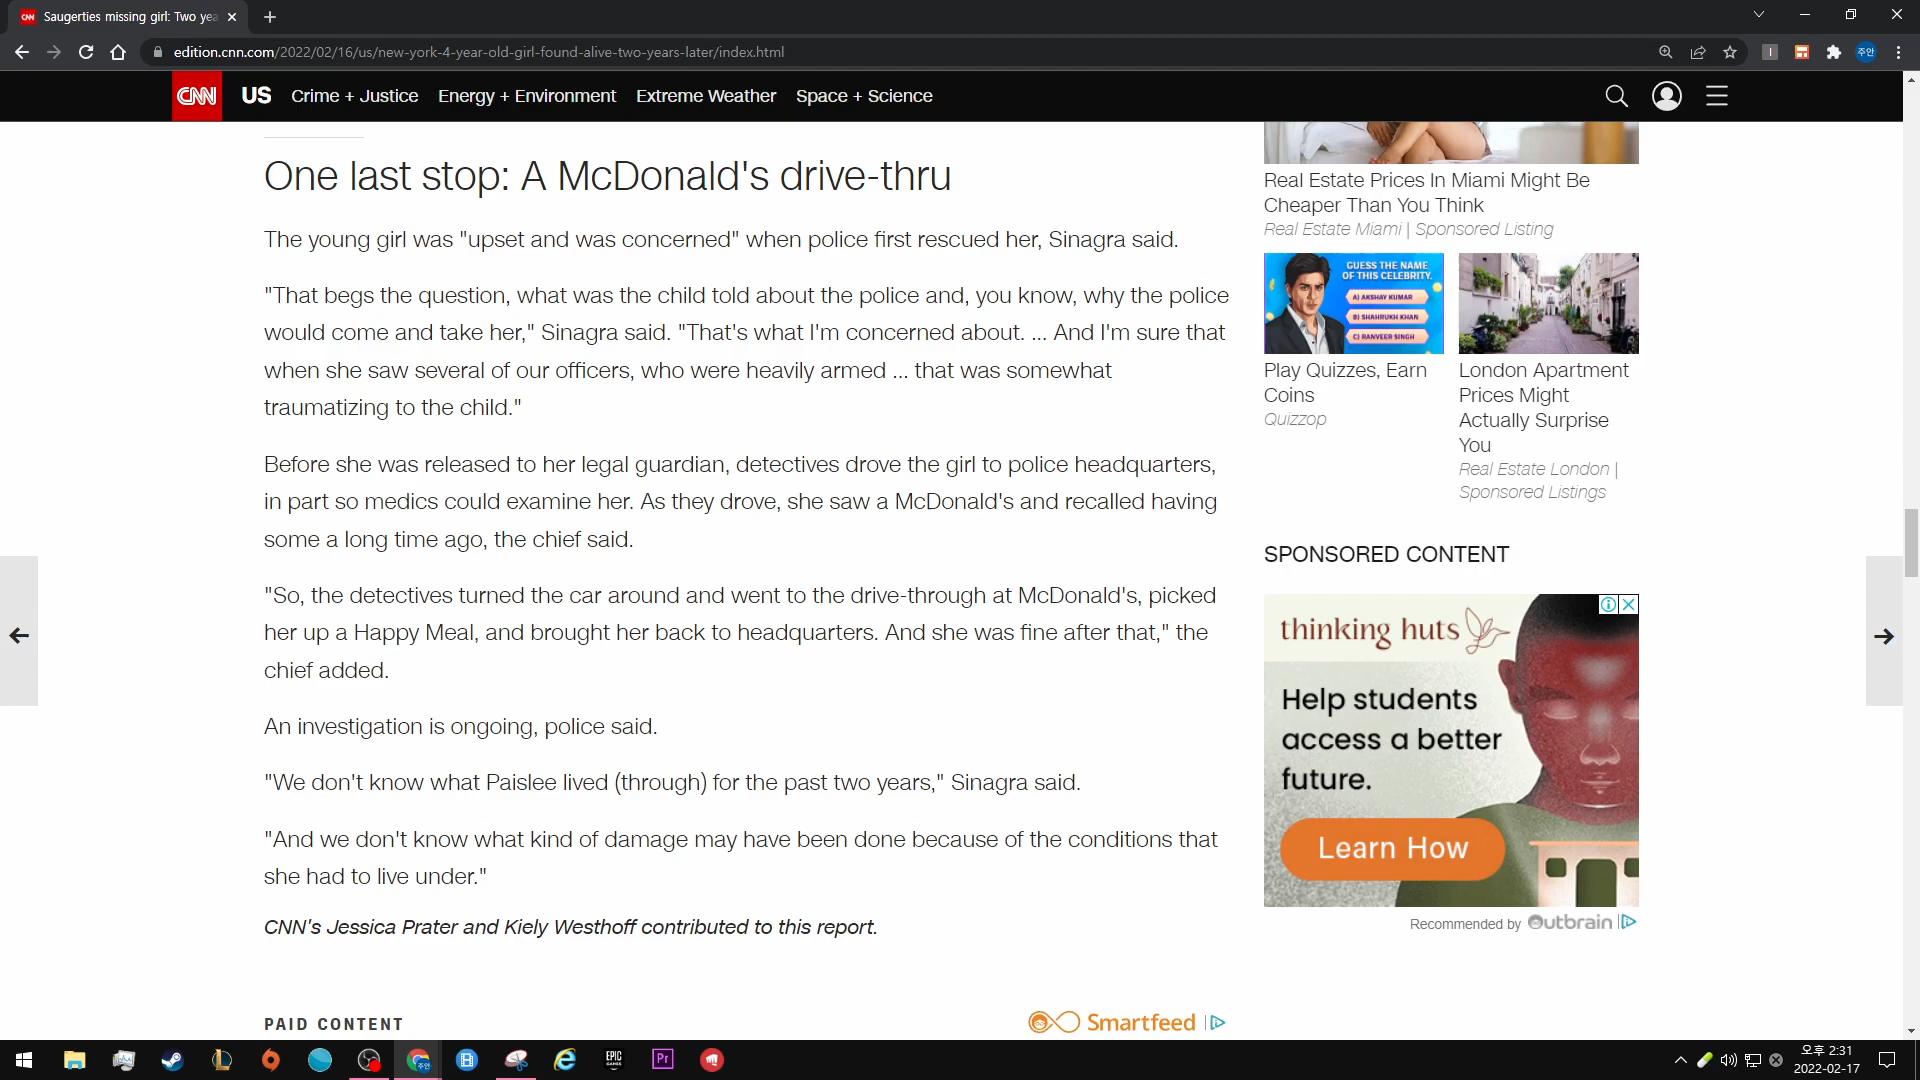 CNN Saugerties missing girl: Two yea
edition.cnn.com/2022/02/16/us/new-york-4-year-old-girl-found-alive-two-years-later/index.html
주안
CNN US Crime + Justice Energy + Environment Extreme Weather Space + Science
One last stop: A McDonald's drive-thru
The young girl was "upset and was concerned" when police first rescued her, Sinagra said.
"That begs the question, what was the child told about the police and, you know, why the police
would come and take her," Sinagra said. "That's what I'm concerned about. ... And I'm sure that
when she saw several of our officers, who were heavily armed ... that was somewhat
traumatizing to the child."
Before she was released to her legal guardian, detectives drove the girl to police headquarters,
in part so medics could examine her. As they drove, she saw a McDonald's and recalled having
some a long time ago, the chief said.
"So, the detectives turned the car around and went to the drive-through at McDonald's, picked
her up a Happy Meal, and brought her back to headquarters. And she was fine after that," the
chief added.
An investigation is ongoing, police said.
"We don't know what Paislee lived (through) for the past two years," Sinagra said.
"And we don't know what kind of damage may have been done because of the conditions that
she had to live under."
CNN's Jessica Prater and Kiely Westhoff contributed to this report.
PAID CONTENT
Smartfeed
Real Estate Prices In Miami Might Be
Cheaper Than You Think
Real Estate Miami | Sponsored Listing
GUESS THE NAME
OF THIS CELEBRITY.
A) AKSHAY KUMAR
B) SHAHRUKH KHAN
C) RANVEER SINGH
Play Quizzes, Earn
Coins
Quizzop
London Apartment
Prices Might
Actually Surprise
You
Real Estate London |
Sponsored Listings
SPONSORED CONTENT
thinking huts
Help students
access a better
future.
Learn How
Recommended by Outbrain
주안
EPIC
GAMES
Pr
오후 2:31
2022-02-17